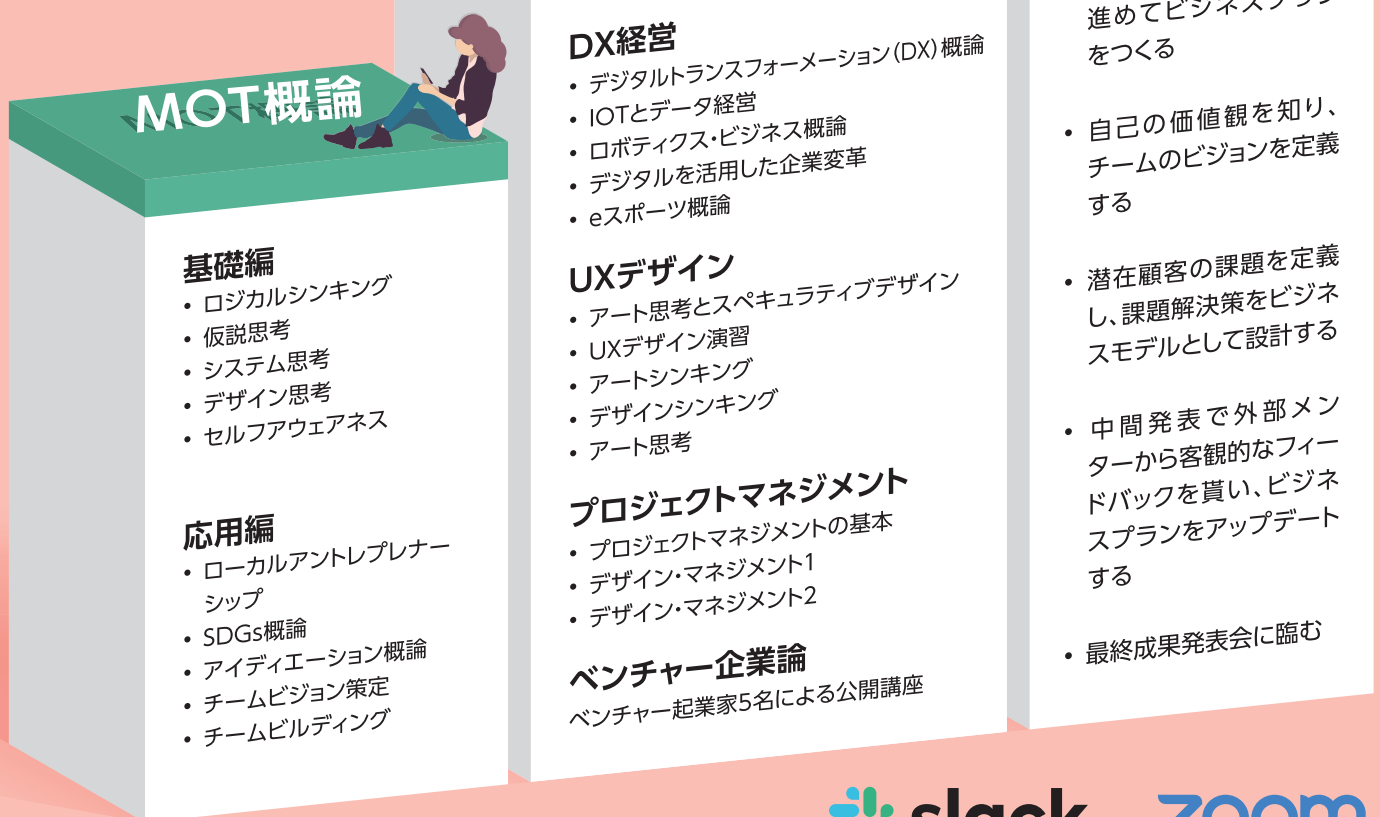 MOT概論
基礎編
• ロジカルシンキング
• 仮説思考
• システム思考
• デザイン思考
• セルフアウェアネス
応用編
• ローカルアントレプレナー
シップ
• SDGs概論
• アイディエーション概論
• チームビジョン策定
• チームビルディング
DX経営
• デジタルトランスフォーメーション(DX)概論
• IOTとデータ経営
• ロボティクス・ビジネス概論
• デジタルを活用した企業変革
• eスポーツ概論
UXデザイン
• アート思考とスペキュラティブデザイン
• UXデザイン演習
• アートシンキング
• デザインシンキング
• アート思考
プロジェクトマネジメント
• プロジェクトマネジメントの基本
• デザイン・マネジメント1
• デザイン・マネジメント2
ベンチャー企業論
ベンチャー起業家5名による公開講座
進めてビジネスプラン
をつくる
• 自己の価値観を知り、
チームのビジョンを定義
する
• 潜在顧客の課題を定義
し、課題解決策をビジネ
スモデルとして設計する
• 中間発表で外部メン
ターから客観的なフィー
ドバックを貰い、ビジネ
スプランをアップデート
する
• 最終成果発表会に臨む
slack
zoom